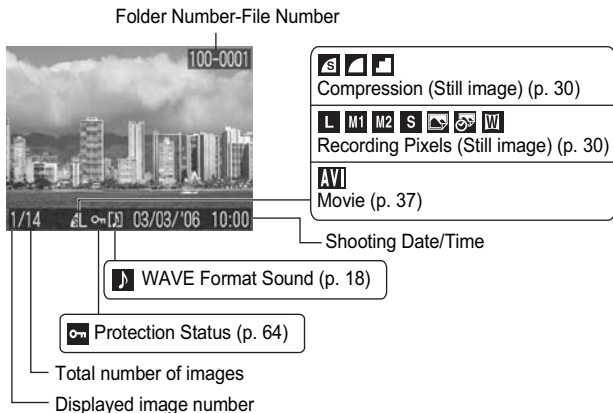 Folder Number-File Number
100-0001
S
Compression (Still image) (p. 30)
L M1 M2 S W
Recording Pixels (Still image) (p. 30)
AVI
Movie (p. 37)
1/14 L 03/03/'06 10:00
Shooting Date/Time
WAVE Format Sound (p. 18)
Protection Status (p. 64)
Total number of images
Displayed image number